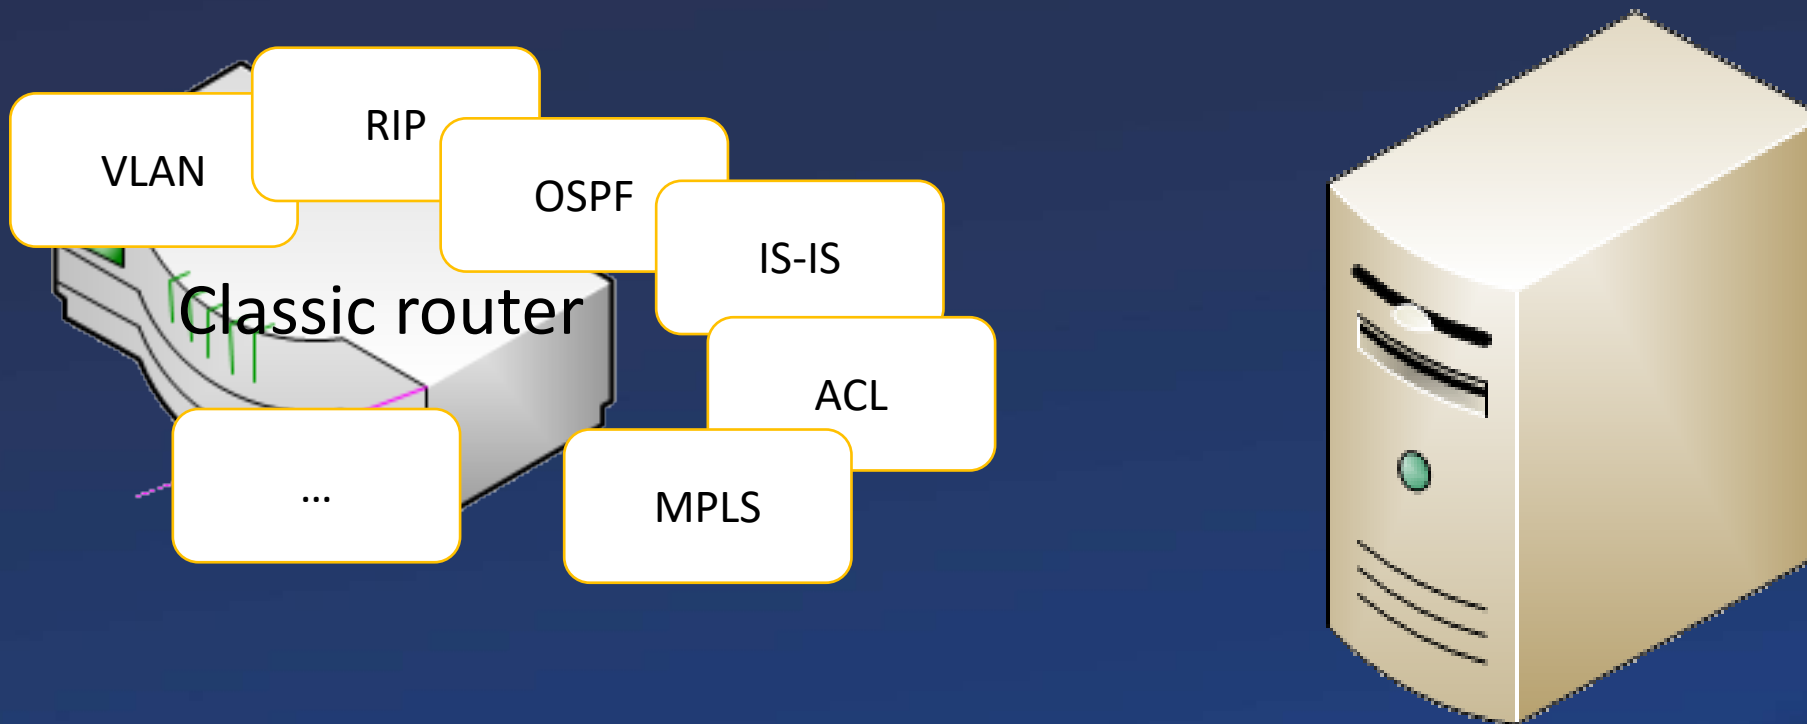 VLAN
RIP
OSPF
IS-IS
Classic router
ACL
...
MPLS